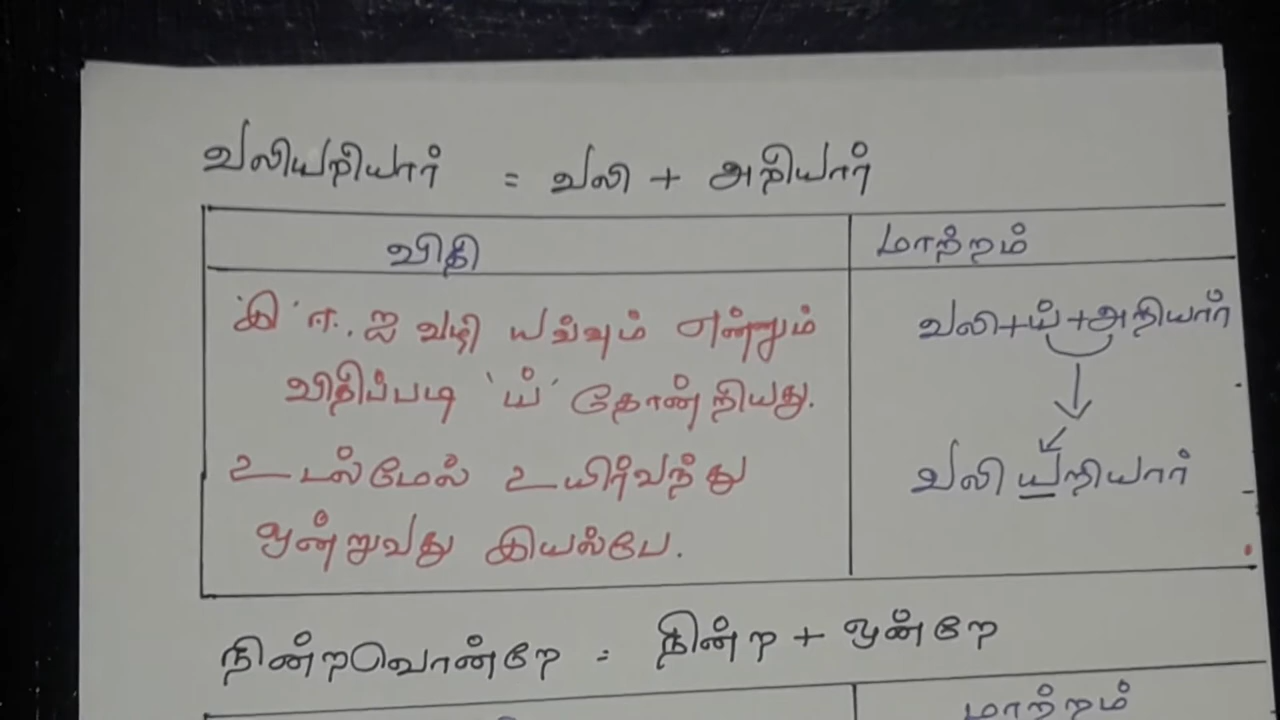 வலியறியார் = வலி + அறியார்
விதி மாற்றம்
'இ' ஈ.. ஐ வழி யவ்வும் என்னும் வலி+ய்+அறியார்
விதிப்படி 'ய்' தோன்றியது.
உடல்மேல் உயிர்வந்து வலியறியார்
ஒன்றுவது இயல்பே.
நின்றவொன்றே = நின்ற + ஒன்றே
மாற்றம்